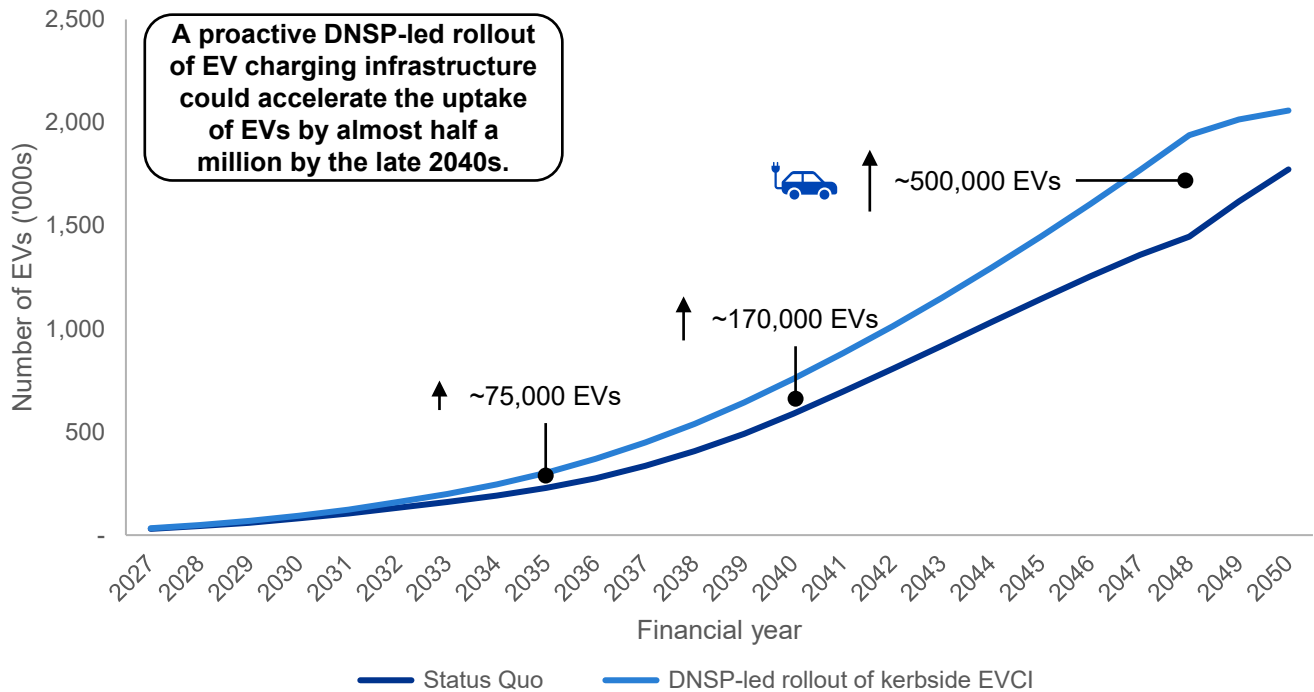 2,500
2,000
1,500
1,000
500
-
Number of EVs ('000s)
A proactive DNSP-led rollout
of EV charging infrastructure
could accelerate the uptake
of EVs by almost half a
million by the late 2040s.
~500,000 EVs
~170,000 EVs
~75,000 EVs
2027 2028 2029 2030 2031 2032 2033 2034 2035 2036 2037 2038 2039 2040 2041 2042 2043 2044 2045 2046 2047 2048 2049 2050
Financial year
Status Quo
DNSP-led rollout of kerbside EVCI